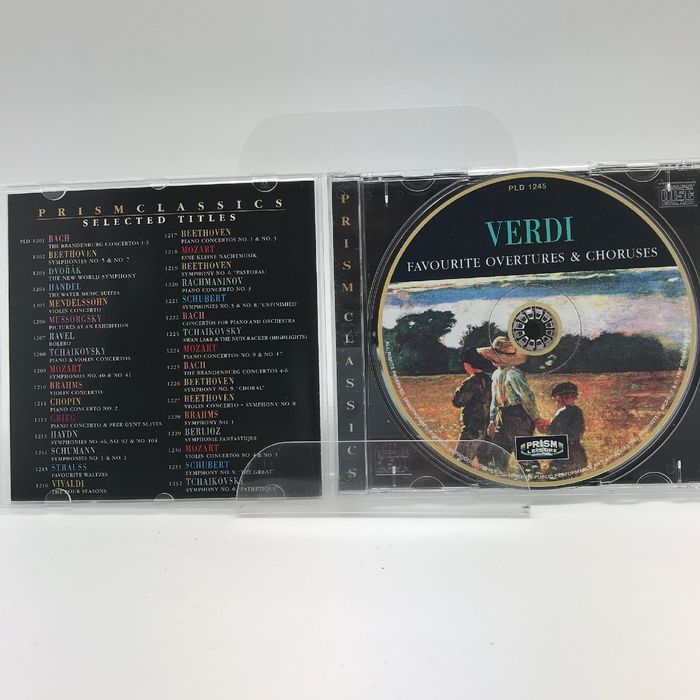 PRISM CLASSICS
SELECTED TITLES
PLD 1201 BACH
THE BRANDENBURG CONCERTOS 1-3
1202 BEETHOVEN
SYMPHONIES NO. 5 & NO. 7
1203 DVORÁK
THE NEW WORLD SYMPHONY
1204 HANDEL
THE WATER MUSIC SUITES
1205 MENDELSSOHN
VIOLIN CONCERTO
1206 MUSSORGSKY
PICTURES AT AN EXHIBITION
1207 RAVEL
BOLERO
1208 TCHAIKOVSKY
PIANO & VIOLIN CONCERTOS
1209 MOZART
SYMPHONIES NO. 40 & 41
1210 BRAHMS
VIOLIN CONCERTO
1211 CHOPIN
PIANO CONCERTO NO. 2
1212 GRIEG
PIANO CONCERTO & PEER GYNT SUITES
1213 HAYDN
SYMPHONIES NO. 46, NO. 92 & NO. 104
1214 SCHUMANN
SYMPHONIES NO. 1 & NO. 2
1215 STRAUSS
FAVOURITE WALTZES
1216 VIVALDI
THE FOUR SEASONS
1217 BEETHOVEN
PIANO CONCERTOS NO. 1 & NO. 3
1218 MOZART
EINE KLEINE NACHTMUSIK
1219 BEETHOVEN
SYMPHONY NO. 6, "PASTORAL"
1220 RACHMANINOV
PIANO CONCERTO NO. 3
1221 SCHUBERT
SYMPHONIES NO. 5 & NO. 8, "UNFINISHED"
1222 BACH
CONCERTOS FOR PIANO AND ORCHESTRA
1223 TCHAIKOVSKY
SWAN LAKE & THE NUTCRACKER (HIGHLIGHTS)
1224 MOZART
PIANO CONCERTOS NO. 9 & NO. 17
1225 BACH
THE BRANDENBURG CONCERTOS 4-6
1226 BEETHOVEN
SYMPHONY NO. 9, "CHORAL"
1227 BEETHOVEN
VIOLIN CONCERTO • SYMPHONY NO. 8
1228 BRAHMS
SYMPHONY NO. 1
1229 BERLIOZ
SYMPHONIE FANTASTIQUE
1230 MOZART
VIOLIN CONCERTOS NO. 4 & NO. 5
1231 SCHUBERT
SYMPHONY NO. 9, "THE GREAT"
1232 TCHAIKOVSKY
SYMPHONY NO. 6, "PATHETIQUE"
PRISM CLASSICS
PLD 1245
VERDI
FAVOURITE OVERTURES & CHORUSES
PRISM
LEISURE
COMPACT
disc